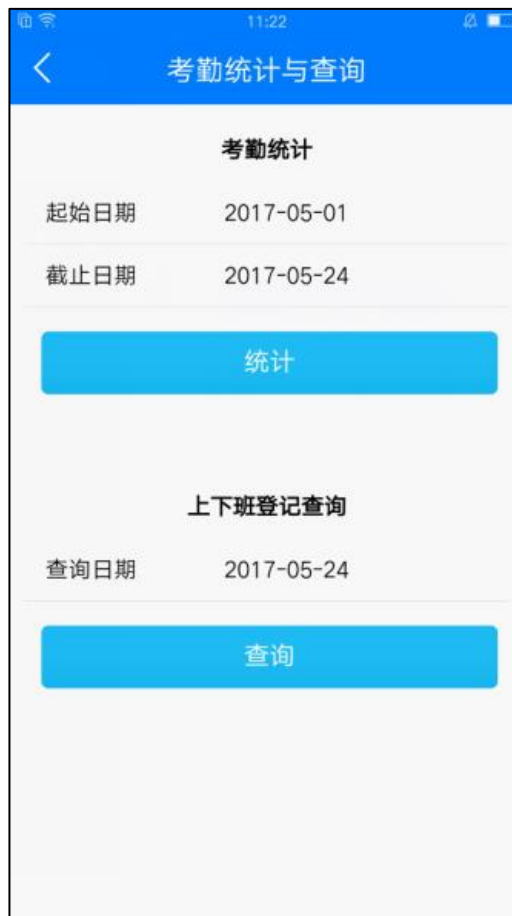 11:22
考勤统计与查询
考勤统计
起始日期 2017-05-01
截止日期 2017-05-24
统计
上下班登记查询
查询日期 2017-05-24
查询